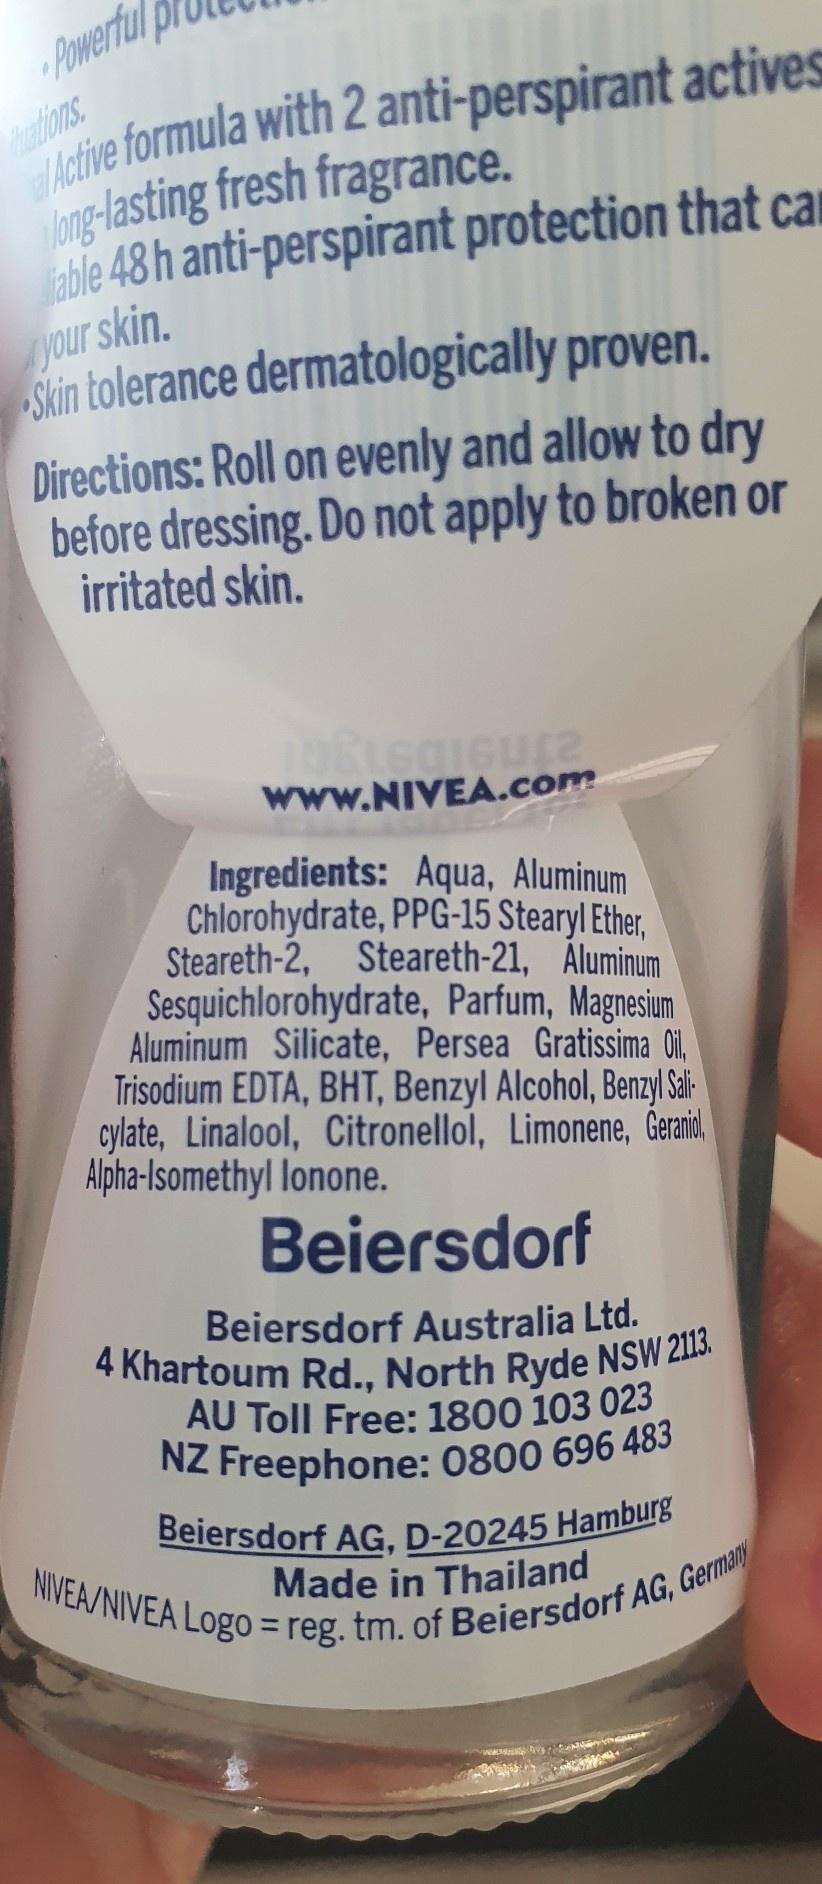 • Powerful
Active formula with 2 anti-perspirant actives
long-lasting fresh fragrance.
48h anti-perspirant protection that
your skin.
•Skin tolerance dermatologically proven.
Directions: Roll on evenly and allow to dry
before dressing. Do not apply to broken or
irritated skin.
www.NIVEA.com
Ingredients: Aqua, Aluminum
Chlorohydrate, PPG-15 Stearyl Ether,
Steareth-2, Steareth-21, Aluminum
Sesquichlorohydrate, Parfum, Magnesium
Aluminum Silicate, Persea Gratissima Oil,
Trisodium EDTA, BHT, Benzyl Alcohol, Benzyl Sali-
cylate, Linalool, Citronellol, Limonene, Geraniol,
Alpha-Isomethyl Ionone.
Beiersdorf
Beiersdorf Australia Ltd.
4 Khartoum Rd., North Ryde NSW 2113.
AU Toll Free: 1800 103 023
NZ Freephone: 0800 696 483
Beiersdorf AG, D-20245 Hamburg
Made in Thailand
NIVEA/NIVEA Logo = reg. tm. of Beiersdorf AG, Germany